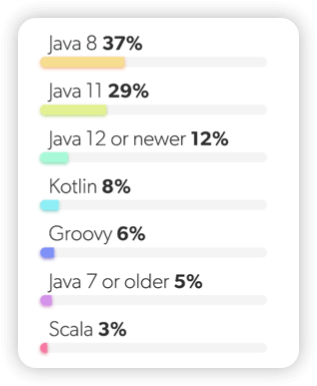 Java 8 37%
Java 11 29%
Java 12 or newer 12%
Kotlin 8%
Groovy 6%
Java 7 or older 5%
Scala 3%